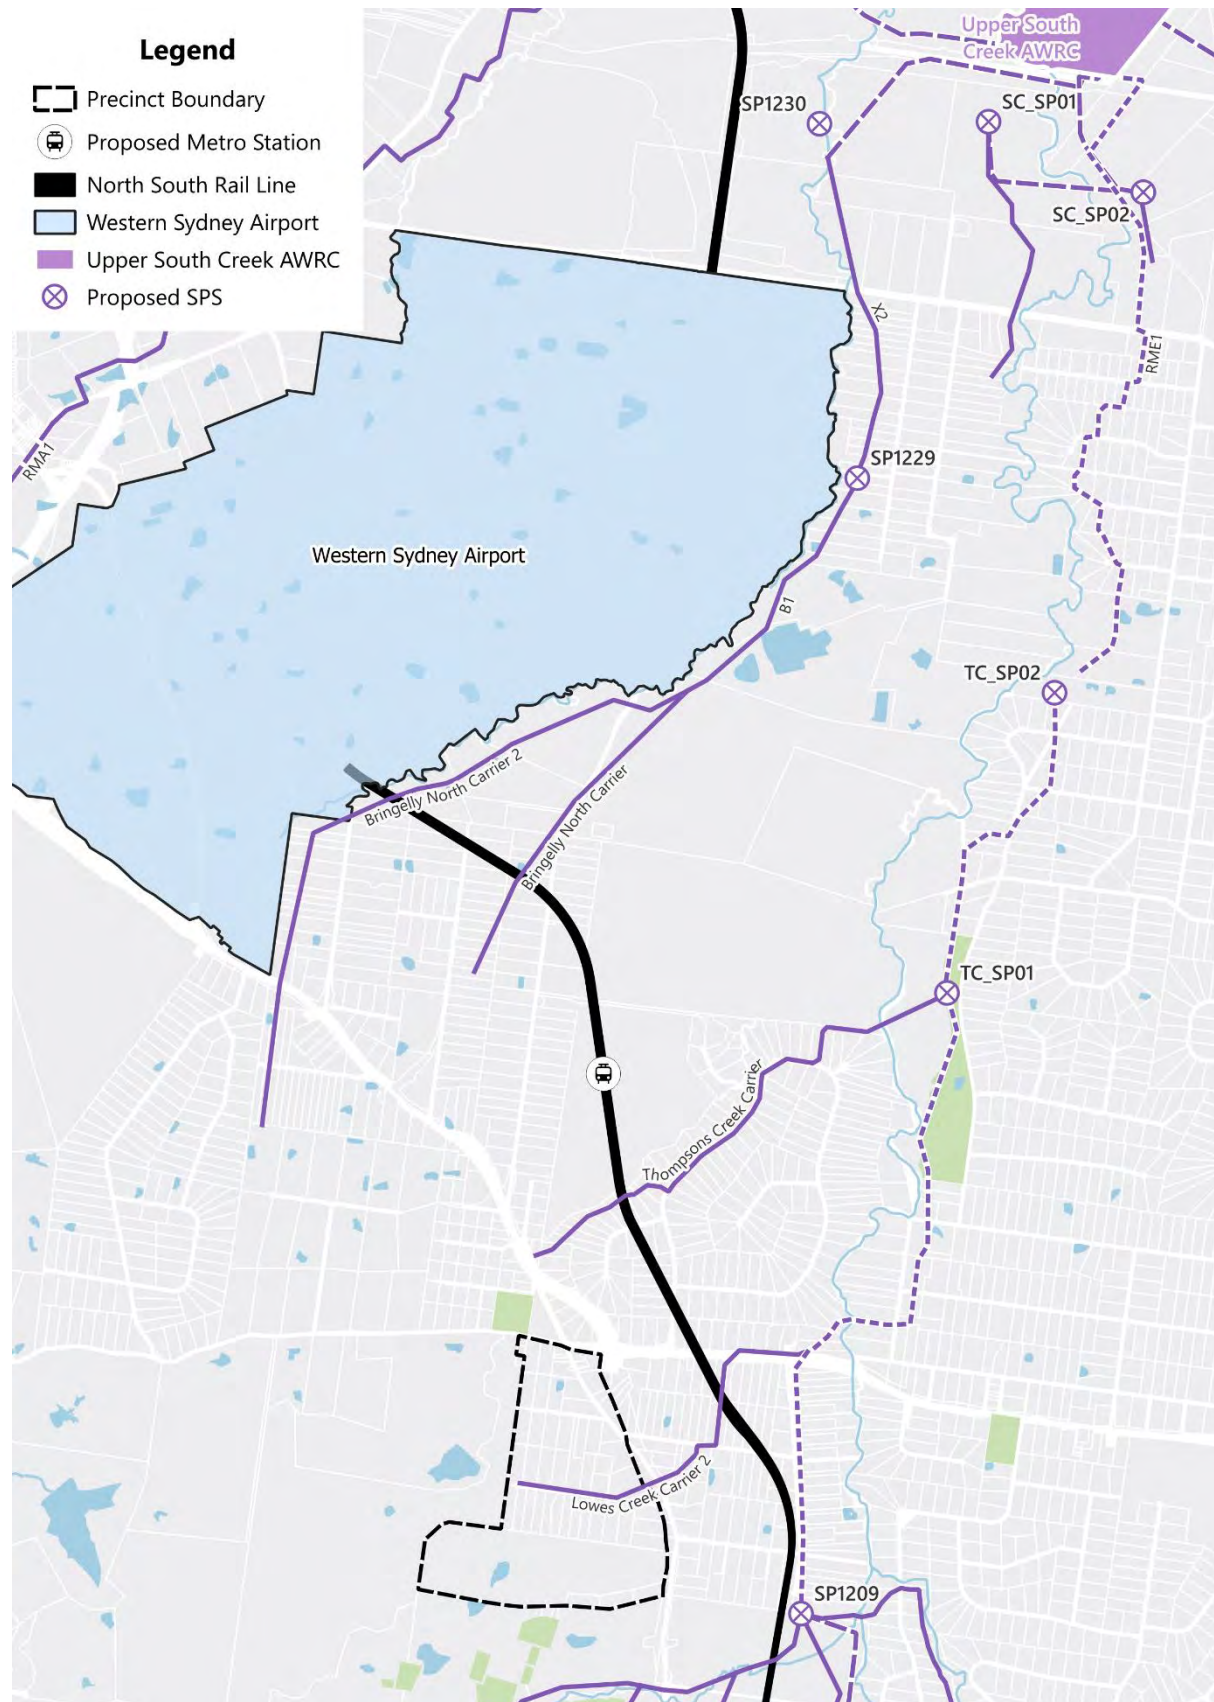 Legend
Precinct Boundary
Proposed Metro Station
North South Rail Line
Western Sydney Airport
Upper South Creek AWRC
Proposed SPS
Upper South
Creek AWRC
SP1230
SC_SP01
SC_SP02
X2
RME1
RMA1
SP1229
Western Sydney Airport
B1
TC_SP02
Bringelly North Carrier 2
Bringelly North Carrier
TC_SP01
Thompsons Creek Carrier
Lowes Creek Carrier 2
SP1209